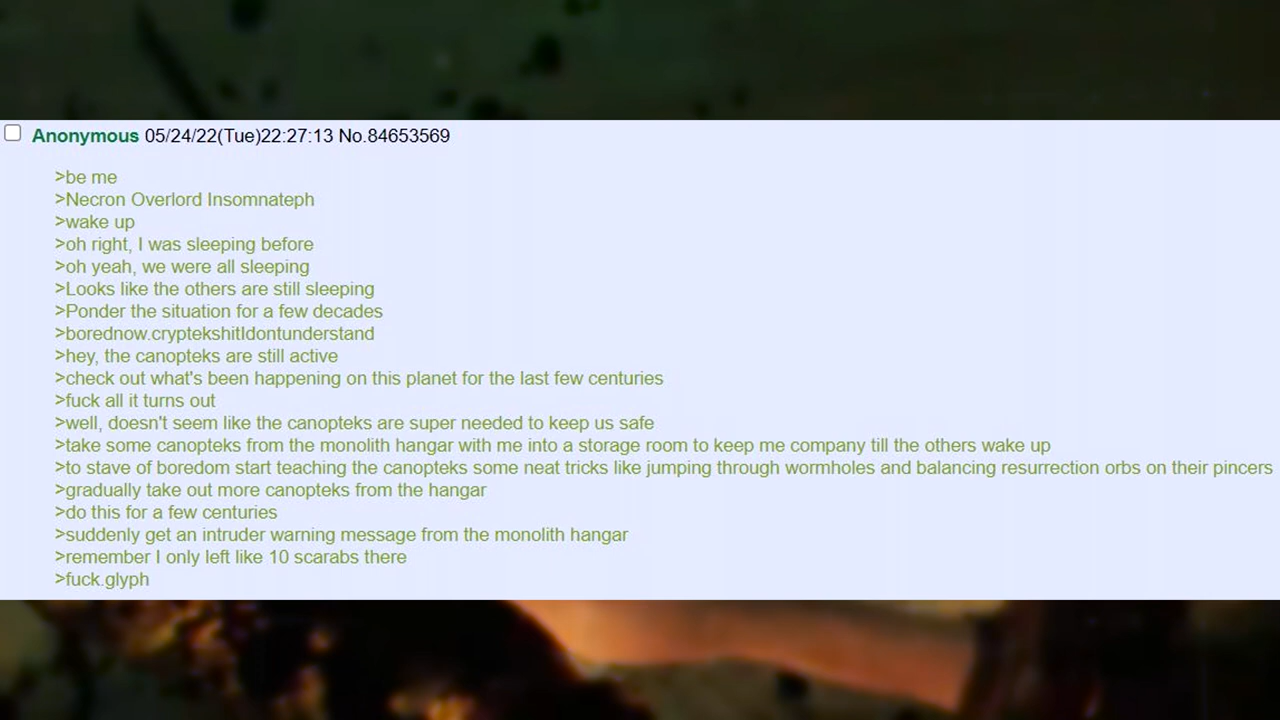 Anonymous 05/24/22(Tue)22:27:13 No.84653569
>be me
>Necron Overlord Insomnateph
>wake up
>oh right, I was sleeping before
>oh yeah, we were all sleeping
>Looks like the others are still sleeping
>Ponder the situation for a few decades
>borednow.cryptekshitIdontunderstand
>hey, the canopteks are still active
>check out what's been happening on this planet for the last few centuries
>fuck all it turns out
>well, doesn't seem like the canopteks are super needed to keep us safe
>take some canopteks from the monolith hangar with me into a storage room to keep me company till the others wake up
>to stave of boredom start teaching the canopteks some neat tricks like jumping through wormholes and balancing resurrection orbs on their pincers
>gradually take out more canopteks from the hangar
>do this for a few centuries
>suddenly get an intruder warning message from the monolith hangar
>remember I only left like 10 scarabs there
>fuck.glyph